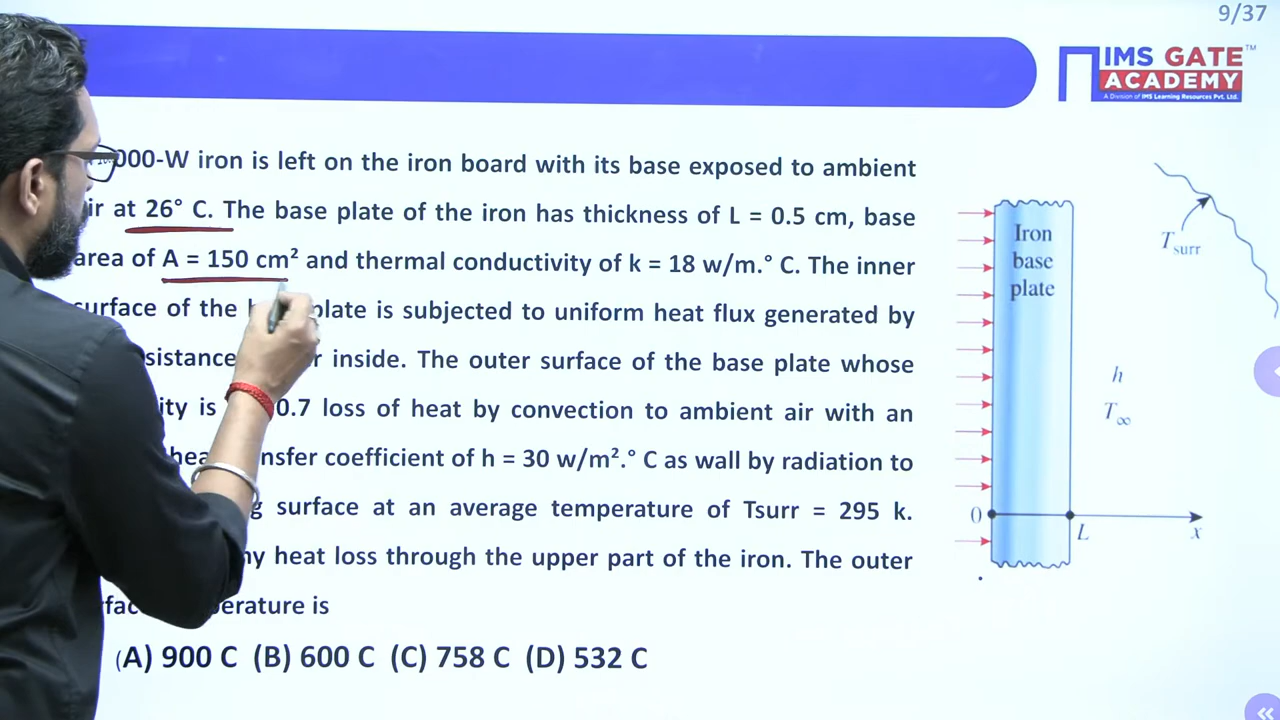 9/37
IMS GATE
ACADEMY
TM
A Division of IMS Learning Resources Pvt. Ltd.
000-W iron is left on the iron board with its base exposed to ambient
ir at 26° C. The base plate of the iron has thickness of L = 0.5 cm, base
area of A = 150 cm² and thermal conductivity of k = 18 w/m.° C. The inner
surface of the plate is subjected to uniform heat flux generated by
sistance r inside. The outer surface of the base plate whose
ity is 0.7 loss of heat by convection to ambient air with an
hea nsfer coefficient of h = 30 w/m².° C as wall by radiation to
g surface at an average temperature of Tsurr = 295 k.
ny heat loss through the upper part of the iron. The outer
rfac erature is
(A) 900 C (B) 600 C (C) 758 C (D) 532 C
Iron
base
plate
Tsurr
h
T∞
0
L
x